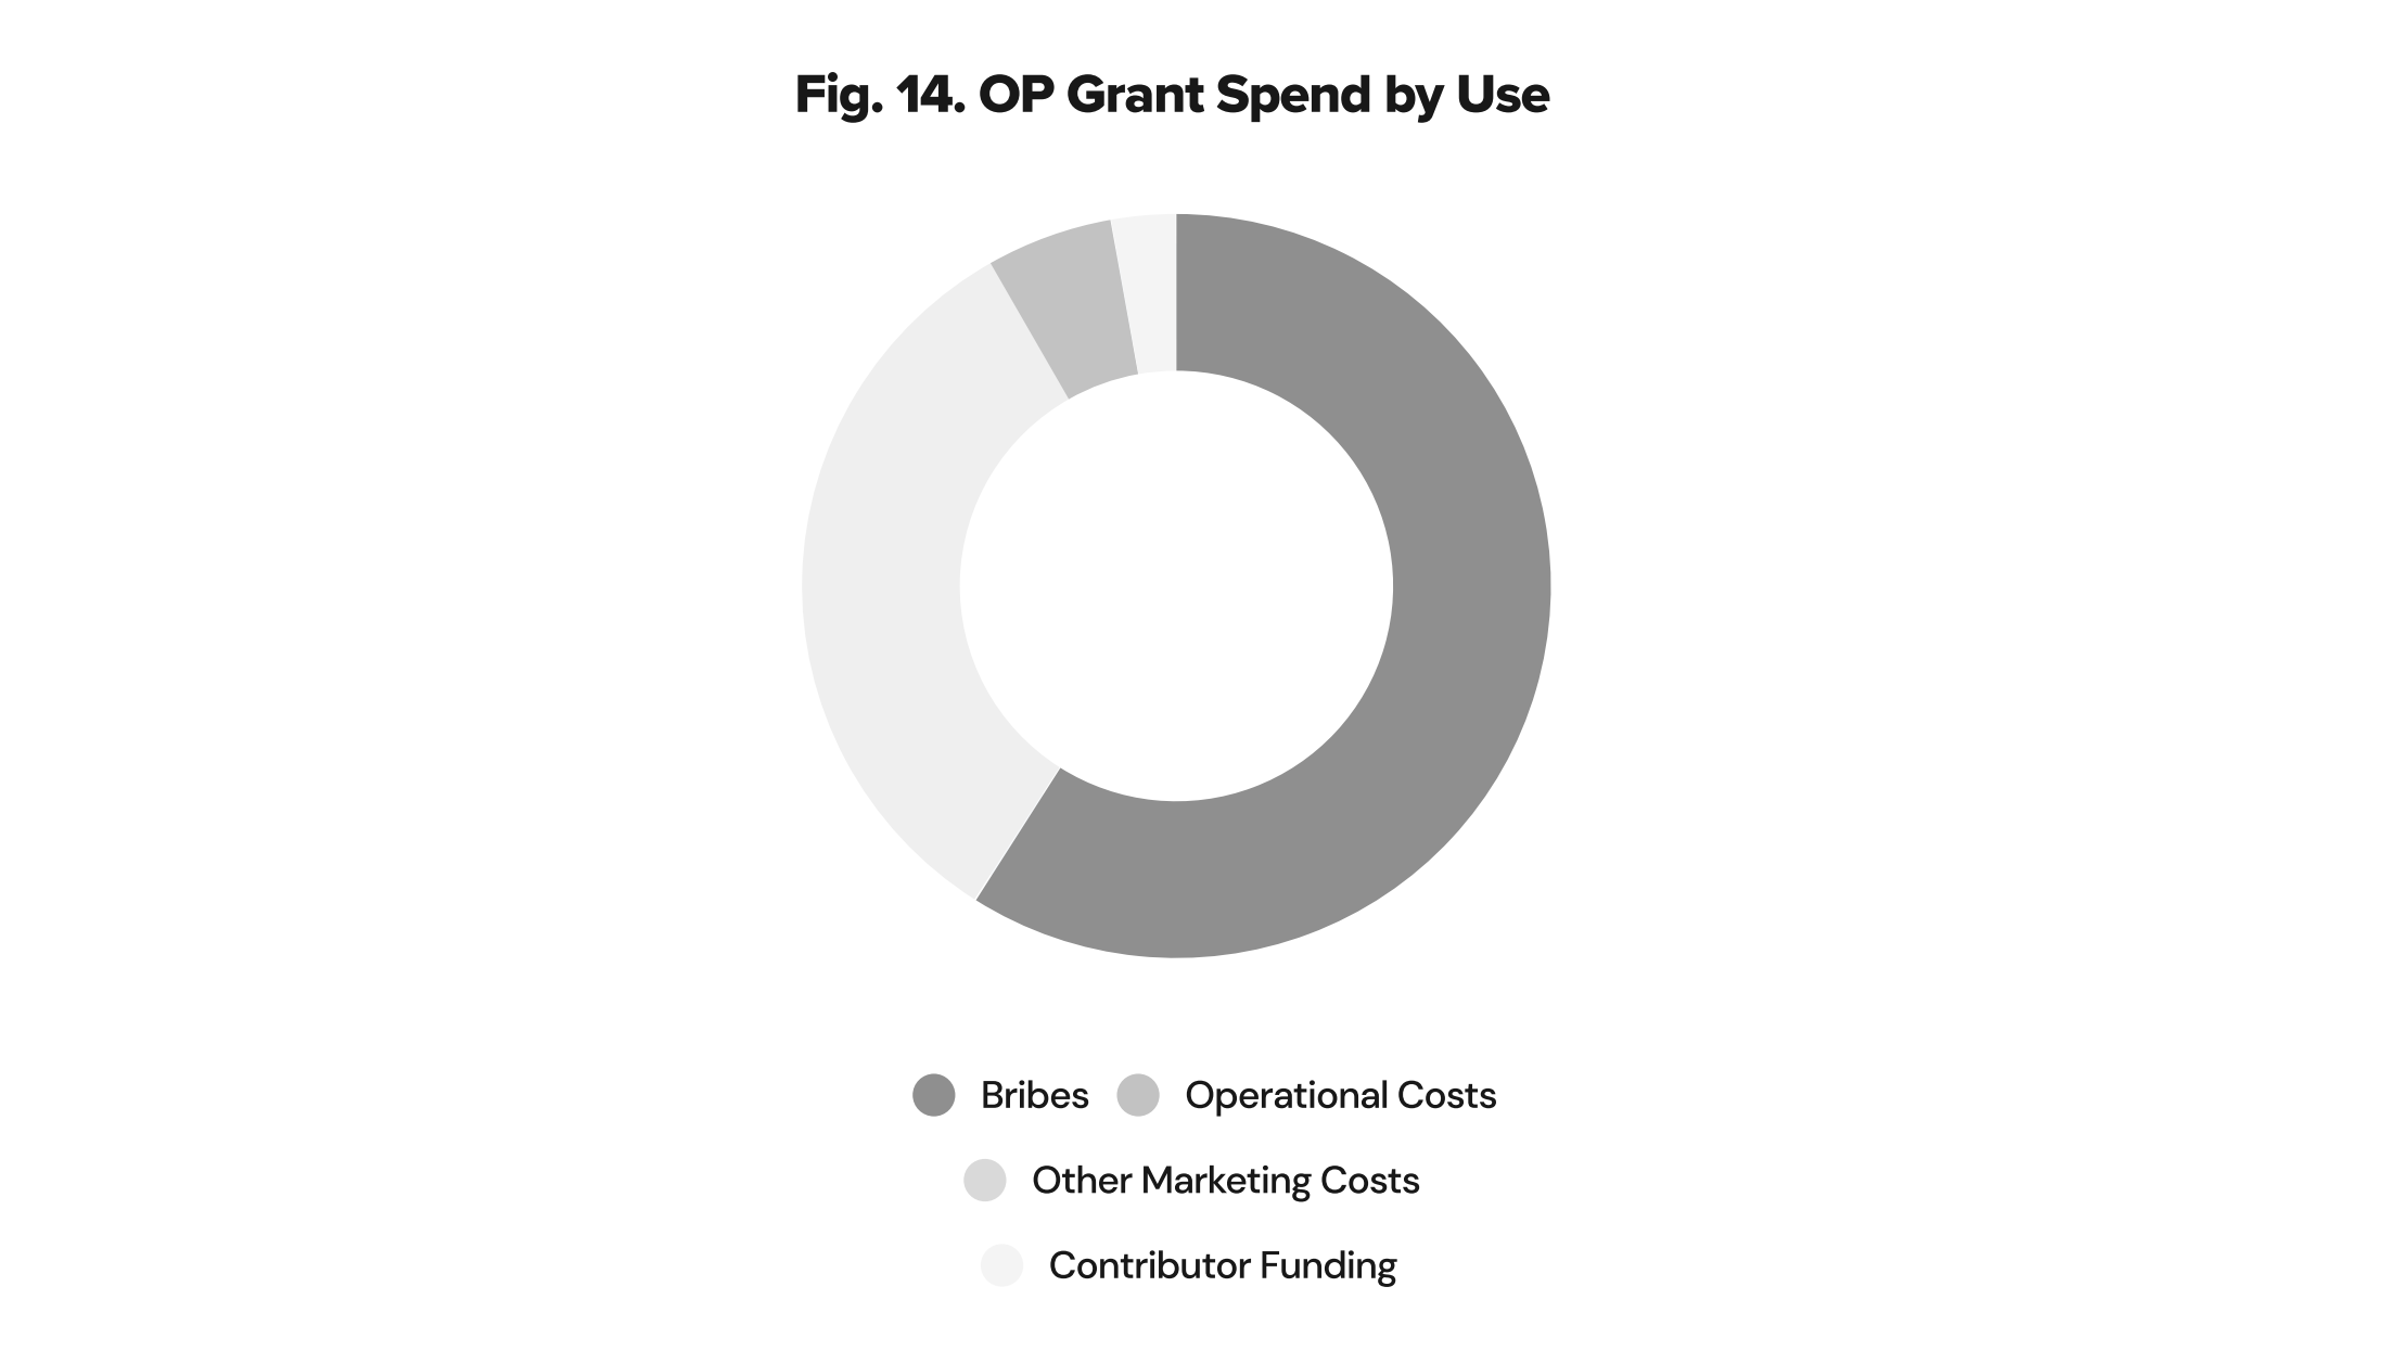 Fig. 14. OP Grant Spend by Use
Bribes Operational Costs
Other Marketing Costs
Contributor Funding